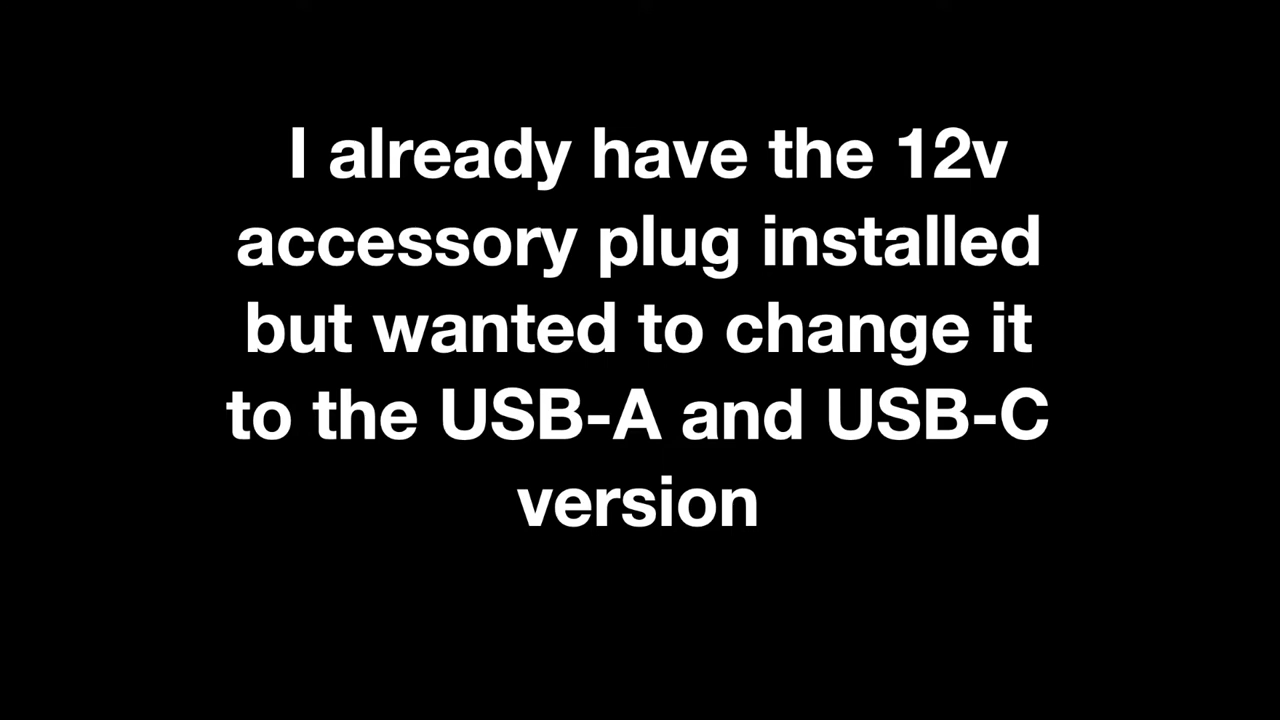 I already have the 12v
accessory plug installed
but wanted to change it
to the USB-A and USB-C
version